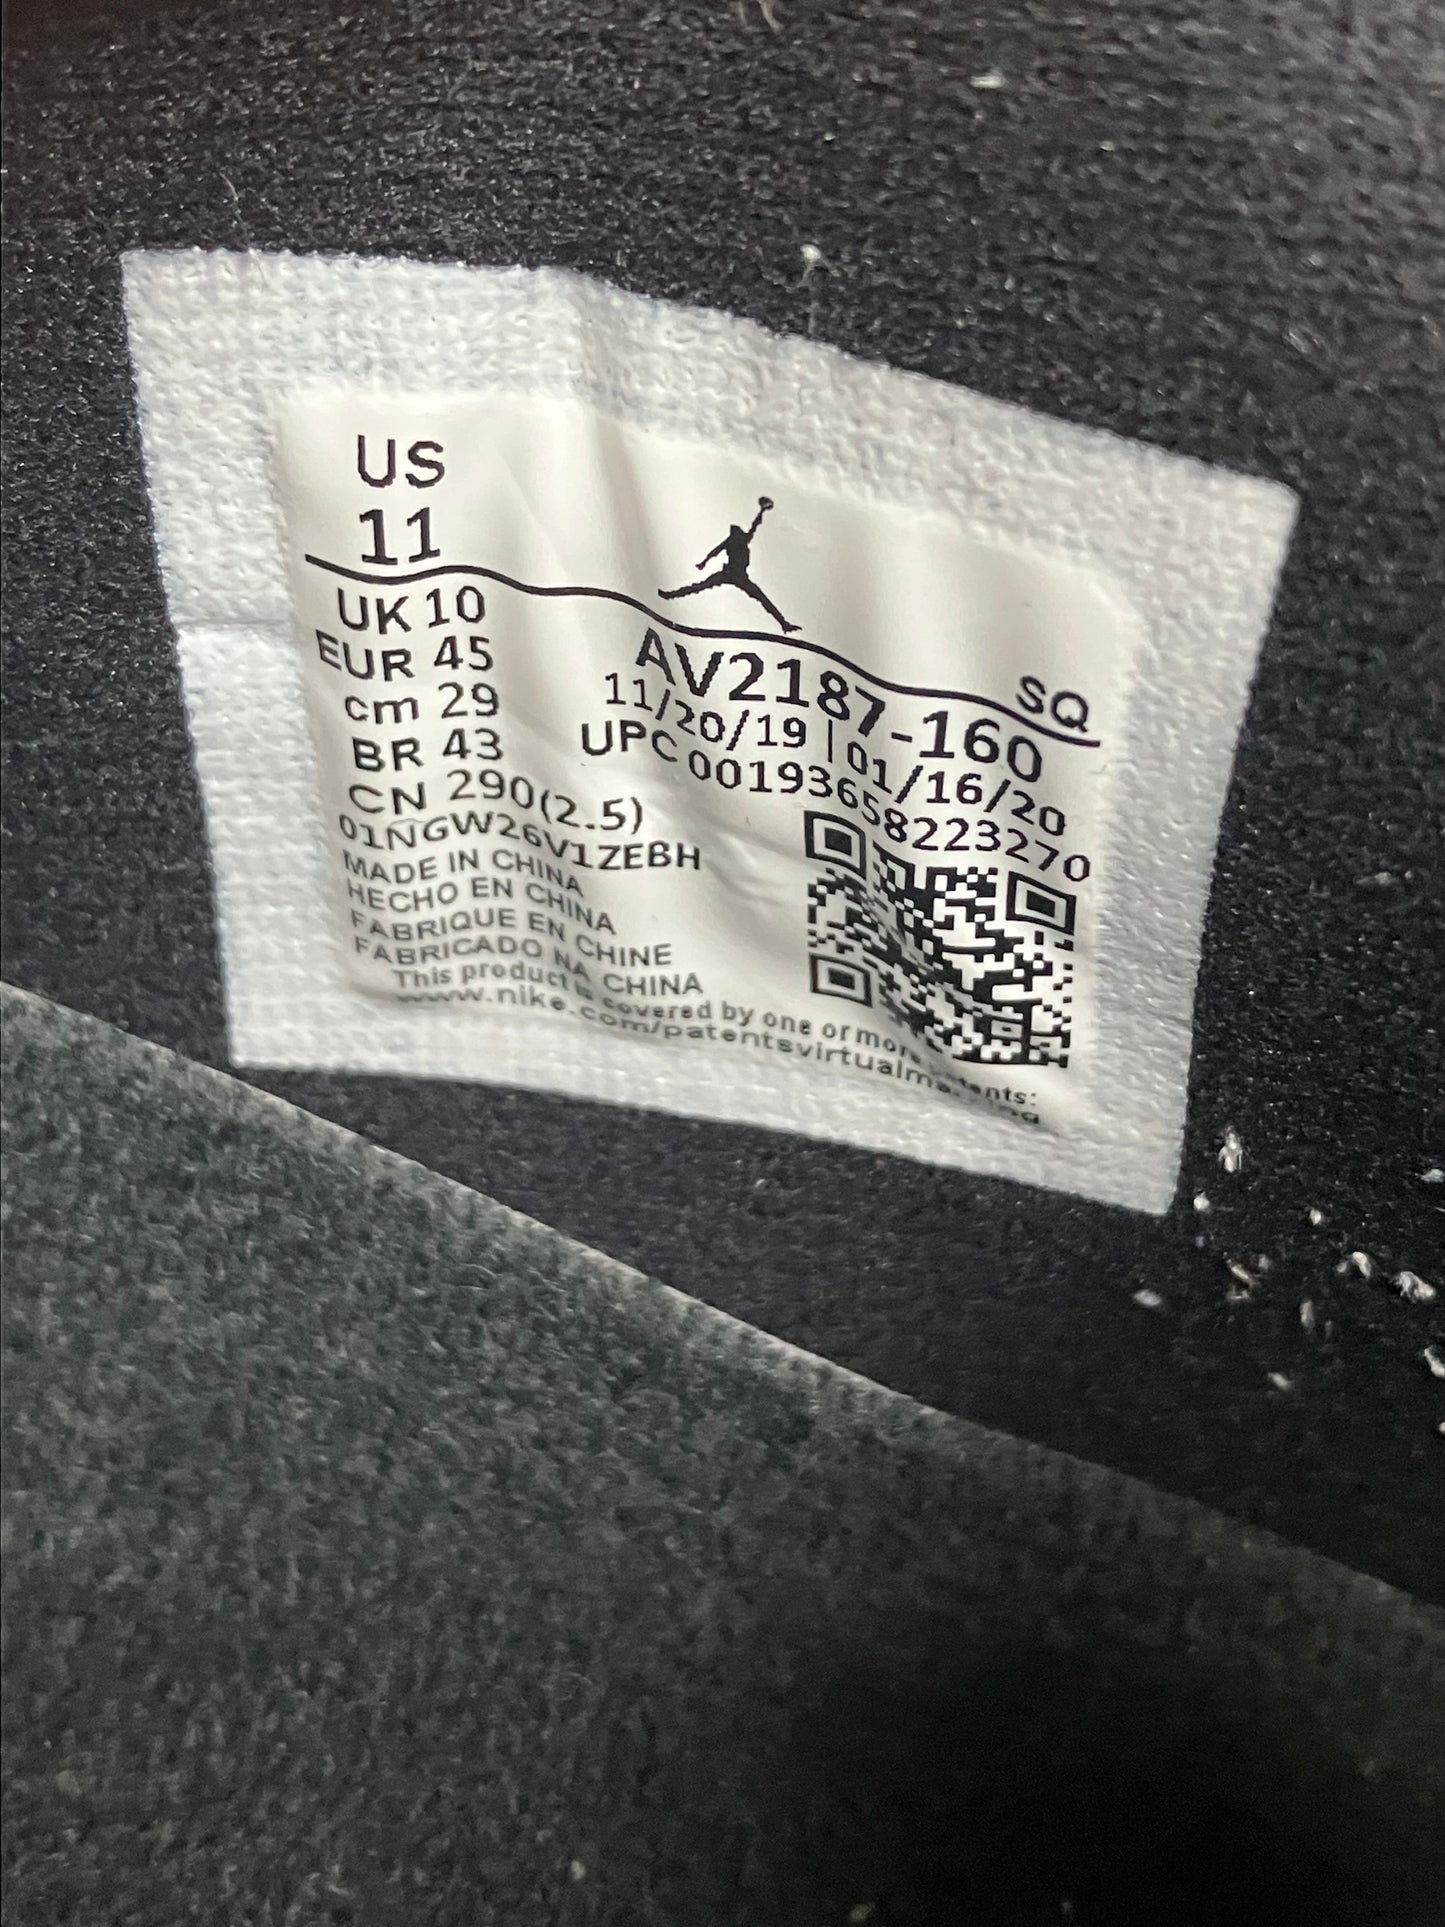 US
11
UK 10
EUR 45
cm 29
BR 43
CN 290(2.5)
01NGW26V1ZEBH
MADE IN CHINA
HECHO EN CHINA
FABRIQUE EN CHINE
FABRICADO NA CHINA
This product is covered by one or more patents:
www.nike.com/patentsvirtualma
SQ
AV2187-160
11/20/19 | 01/16/20
UPC 00193658223270